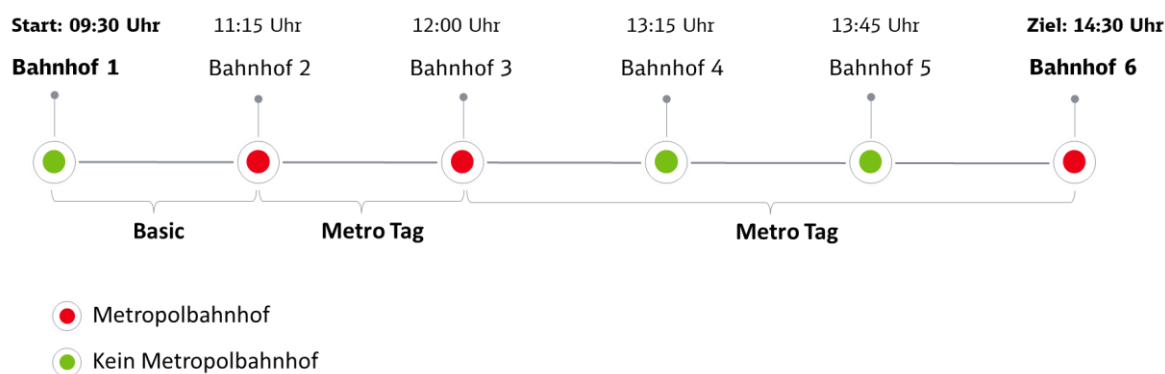 Start: 09:30 Uhr 11:15 Uhr 12:00 Uhr 13:15 Uhr 13:45 Uhr Ziel: 14:30 Uhr
Bahnhof 1 Bahnhof 2 Bahnhof 3 Bahnhof 4 Bahnhof 5 Bahnhof 6
Basic Metro Tag Metro Tag
Metropolbahnhof
Kein Metropolbahnhof